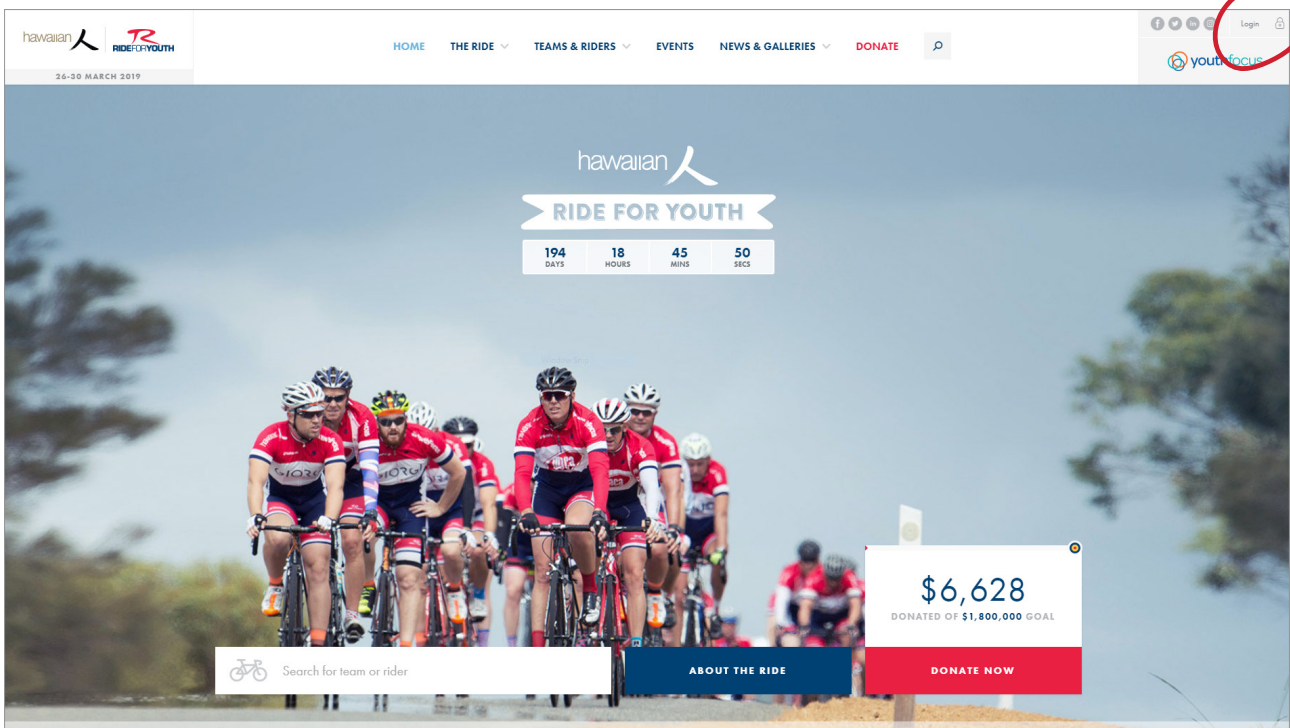 hawaiian
RIDEFORYOUTH
26-30 MARCH 2019
HOME THE RIDE TEAMS & RIDERS EVENTS NEWS & GALLERIES DONATE
Login
youthfocus
hawaiian
RIDE FOR YOUTH
194 18 45 50
DAYS HOURS MINS SECS
GIORGI
$6,628
DONATED OF $1,800,000 GOAL
Search for team or rider
ABOUT THE RIDE
DONATE NOW